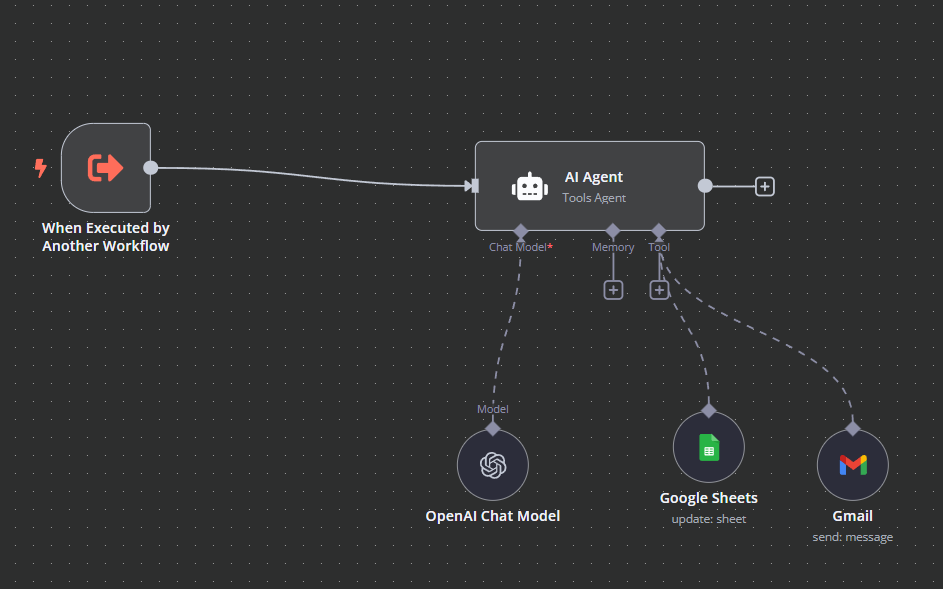 AI Agent
Tools Agent
When Executed by
Another Workflow
Chat Model*
Memory
Tool
Model
OpenAI Chat Model
Google Sheets
update: sheet
Gmail
send: message